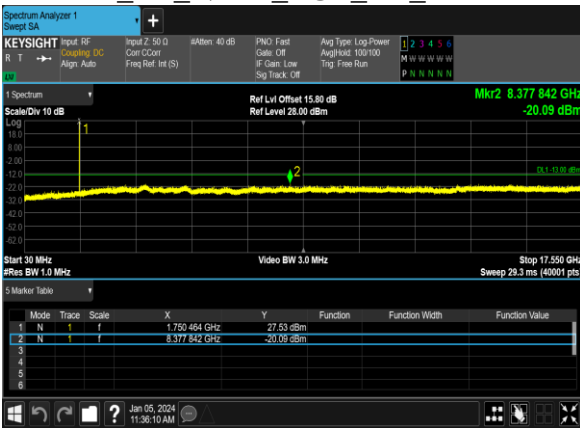 Spectrum Analyzer 1
Swept SA
+
KEYSIGHT Input: RF Input Z: 50 Ω #Atten: 40 dB PNO: Fast Avg Type: Log-Power 1 2 3 4 5 6
R T Coupling: DC Corr CCorr Gate: Off Avg|Hold: 100/100 M W W W W W
Align: Auto Freq Ref: Int (S) IF Gain: Low Trig: Free Run
LV Sig Track: Off P N N N N N
1 Spectrum Ref Lvl Offset 15.80 dB Mkr2 8.377 842 GHz
Scale/Div 10 dB Ref Level 28.00 dBm -20.09 dBm
Log
18.0
8.00
-2.00
-12.0
-22.0
-32.0
-42.0
-52.0
-62.0
1
2
DL1 -13.00 dBm
Start 30 MHz Video BW 3.0 MHz Stop 17.550 GHz
#Res BW 1.0 MHz Sweep 29.3 ms (40001 pts
5 Marker Table
Mode Trace Scale X Y Function Function Width Function Value
1 N 1 f 1.750 464 GHz 27.53 dBm
2 N 1 f 8.377 842 GHz -20.09 dBm
3
4
5
6
? Jan 05, 2024
11:36:10 AM